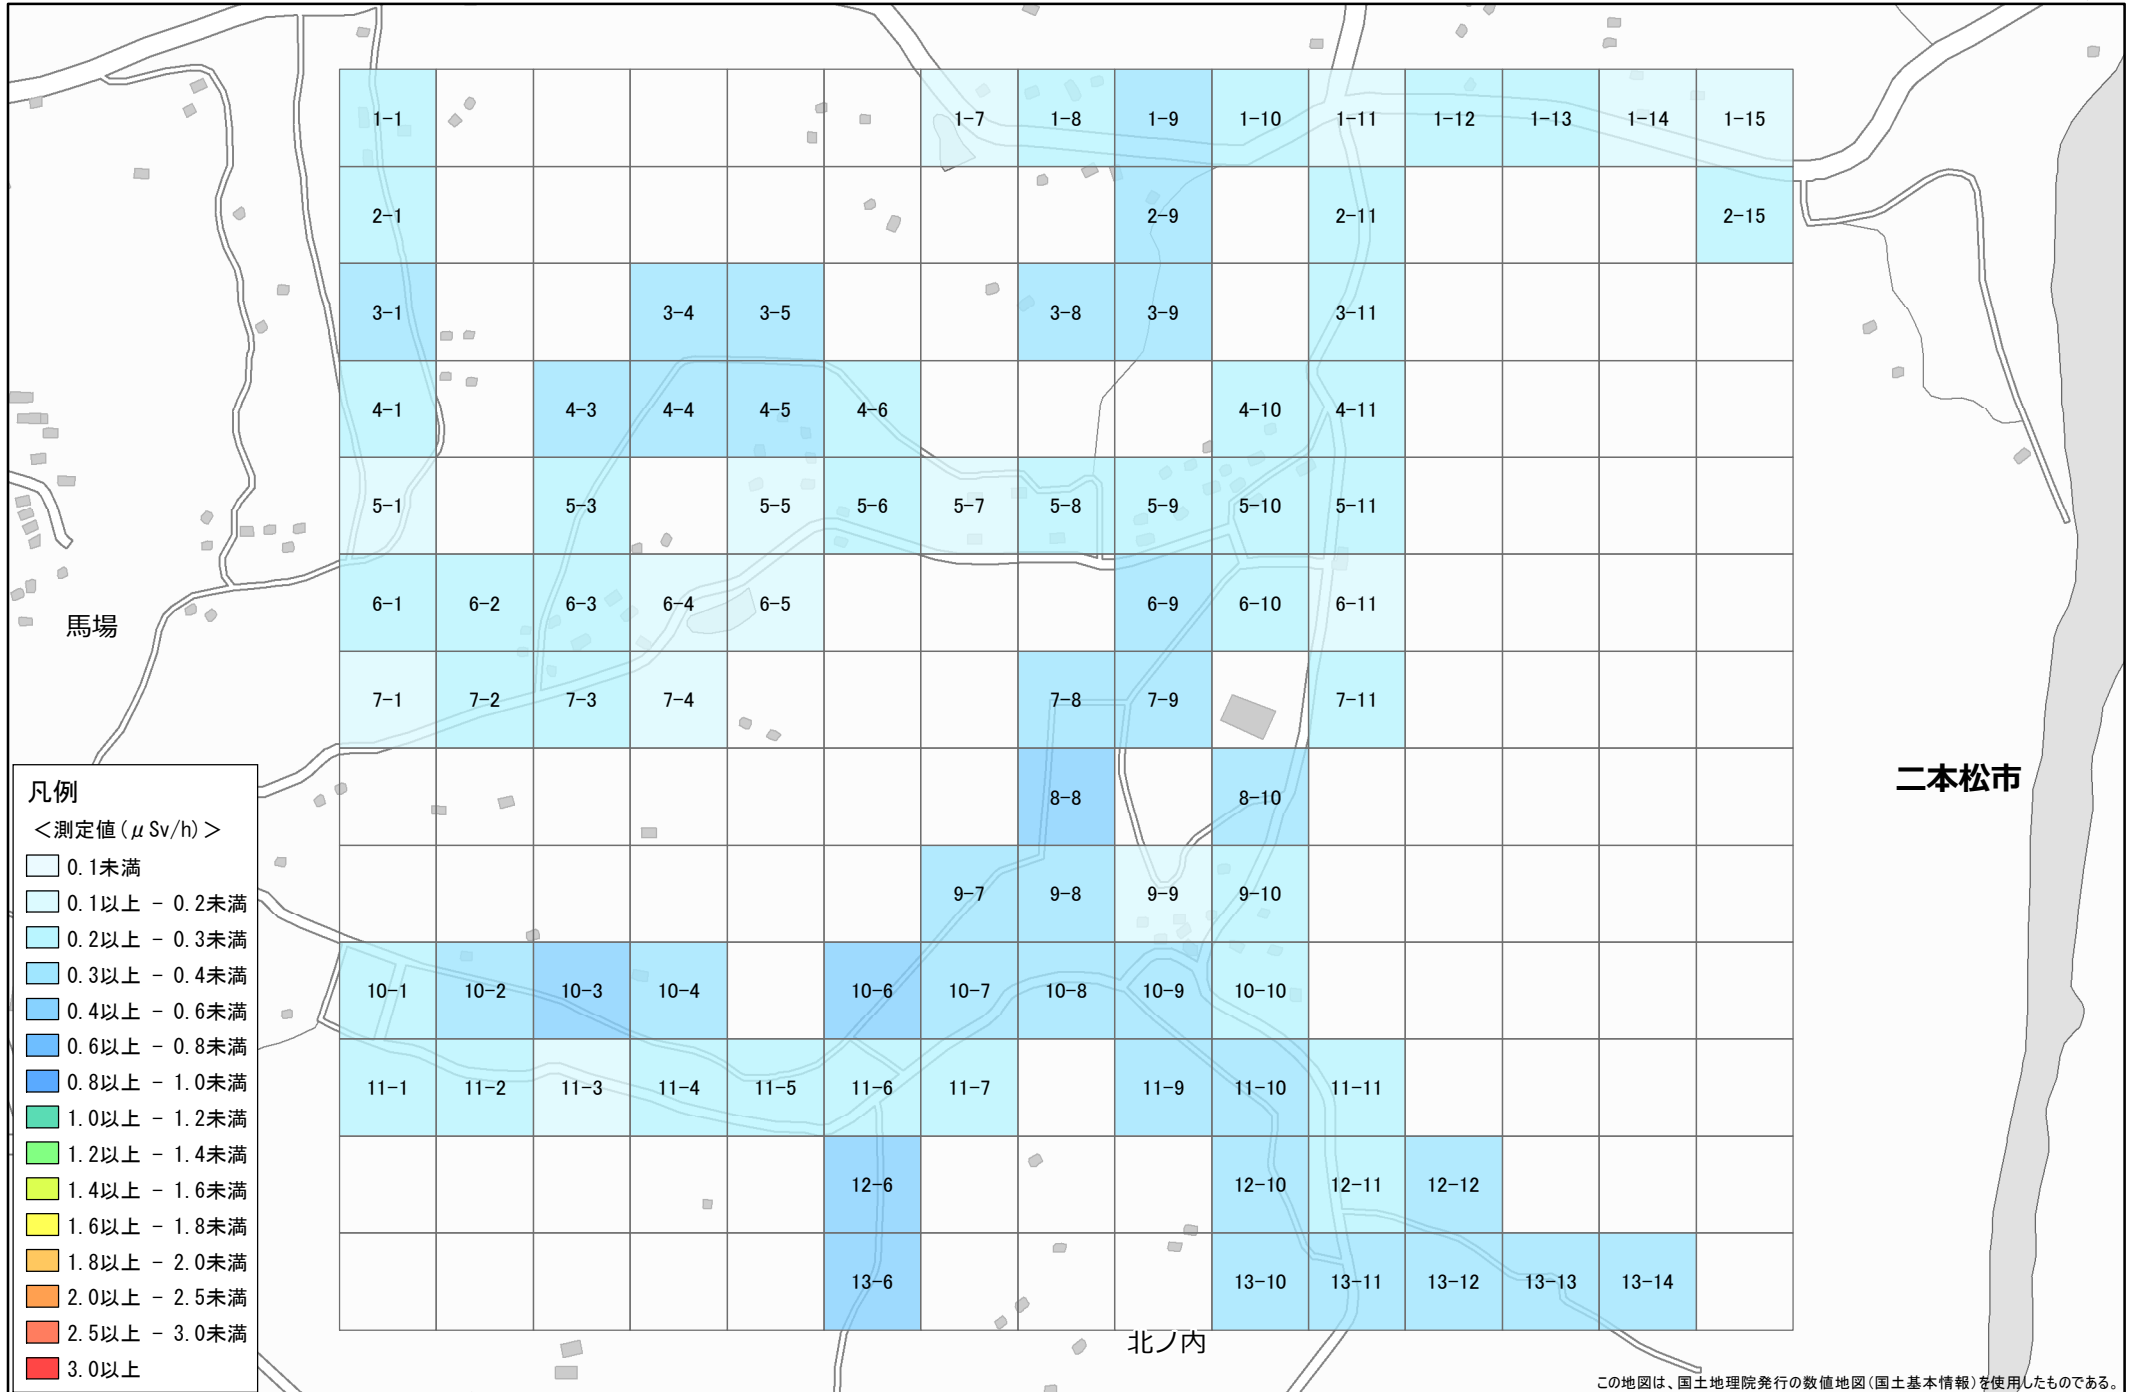 1-1 1-7 1-8 1-9 1-10 1-11 1-12 1-13 1-14 1-15
2-1 2-9 2-11 2-15
3-1 3-4 3-5 3-8 3-9 3-11
4-1 4-3 4-4 4-5 4-6 4-10 4-11
5-1 5-3 5-5 5-6 5-7 5-8 5-9 5-10 5-11
6-1 6-2 6-3 6-4 6-5 6-9 6-10 6-11
馬場
7-1 7-2 7-3 7-4 7-8 7-9 7-11
8-8 8-10
二本松市
9-7 9-8 9-9 9-10
10-1 10-2 10-3 10-4 10-6 10-7 10-8 10-9 10-10
11-1 11-2 11-3 11-4 11-5 11-6 11-7 11-9 11-10 11-11
12-6 12-10 12-11 12-12
13-6 13-10 13-11 13-12 13-13 13-14
北ノ内
凡例
＜測定値(μSv/h)＞
0.1未満
0.1以上 - 0.2未満
0.2以上 - 0.3未満
0.3以上 - 0.4未満
0.4以上 - 0.6未満
0.6以上 - 0.8未満
0.8以上 - 1.0未満
1.0以上 - 1.2未満
1.2以上 - 1.4未満
1.4以上 - 1.6未満
1.6以上 - 1.8未満
1.8以上 - 2.0未満
2.0以上 - 2.5未満
2.5以上 - 3.0未満
3.0以上
この地図は、国土地理院発行の数値地図(国土基本情報)を使用したものである。